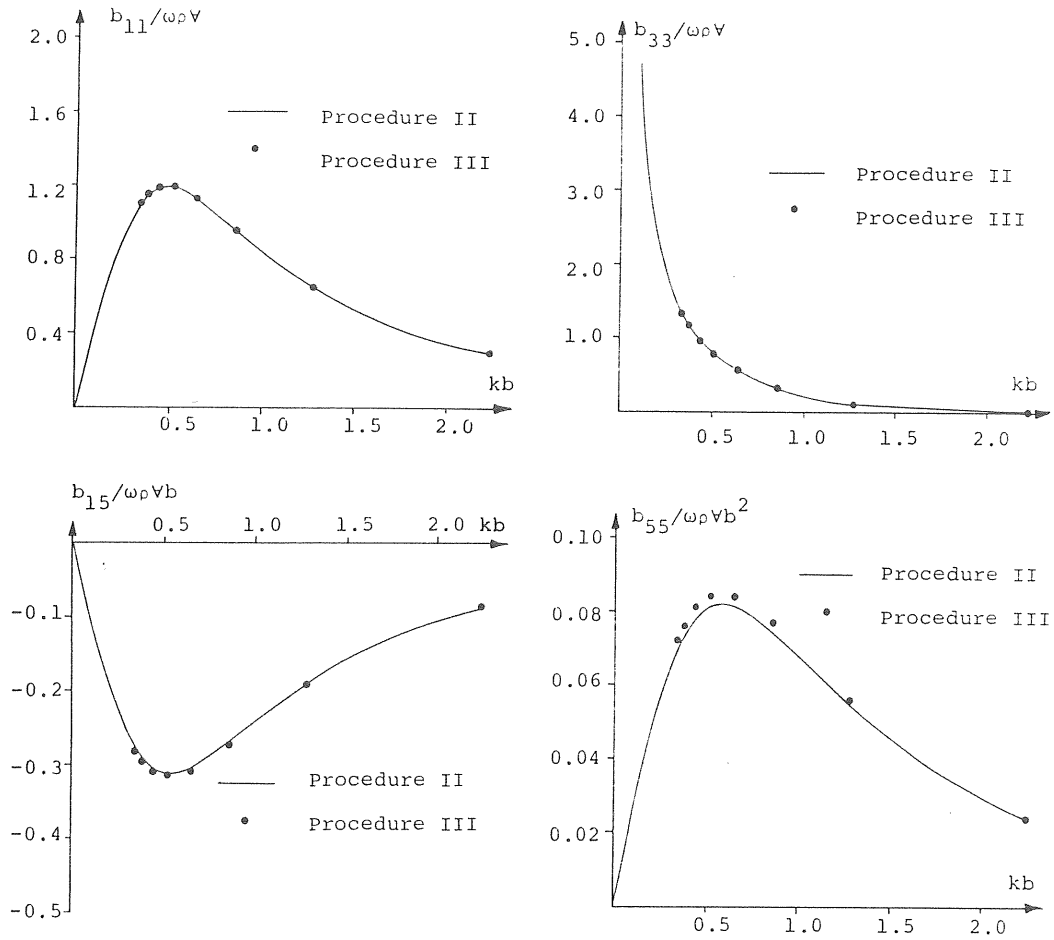 b₁₁/ωρ∀
2.0
1.6
1.2
0.8
0.4
Procedure II
Procedure III
kb
0.5 1.0 1.5 2.0
b₃₃/ωρ∀
5.0
4.0
3.0
2.0
1.0
Procedure II
Procedure III
kb
0.5 1.0 1.5 2.0
b₁₅/ωρ∀b
0.5 1.0 1.5 2.0 kb
-0.1
-0.2
-0.3
-0.4
-0.5
Procedure II
Procedure III
b₅₅/ωρ∀b²
0.10
0.08
0.06
0.04
0.02
Procedure II
Procedure III
kb
0.5 1.0 1.5 2.0